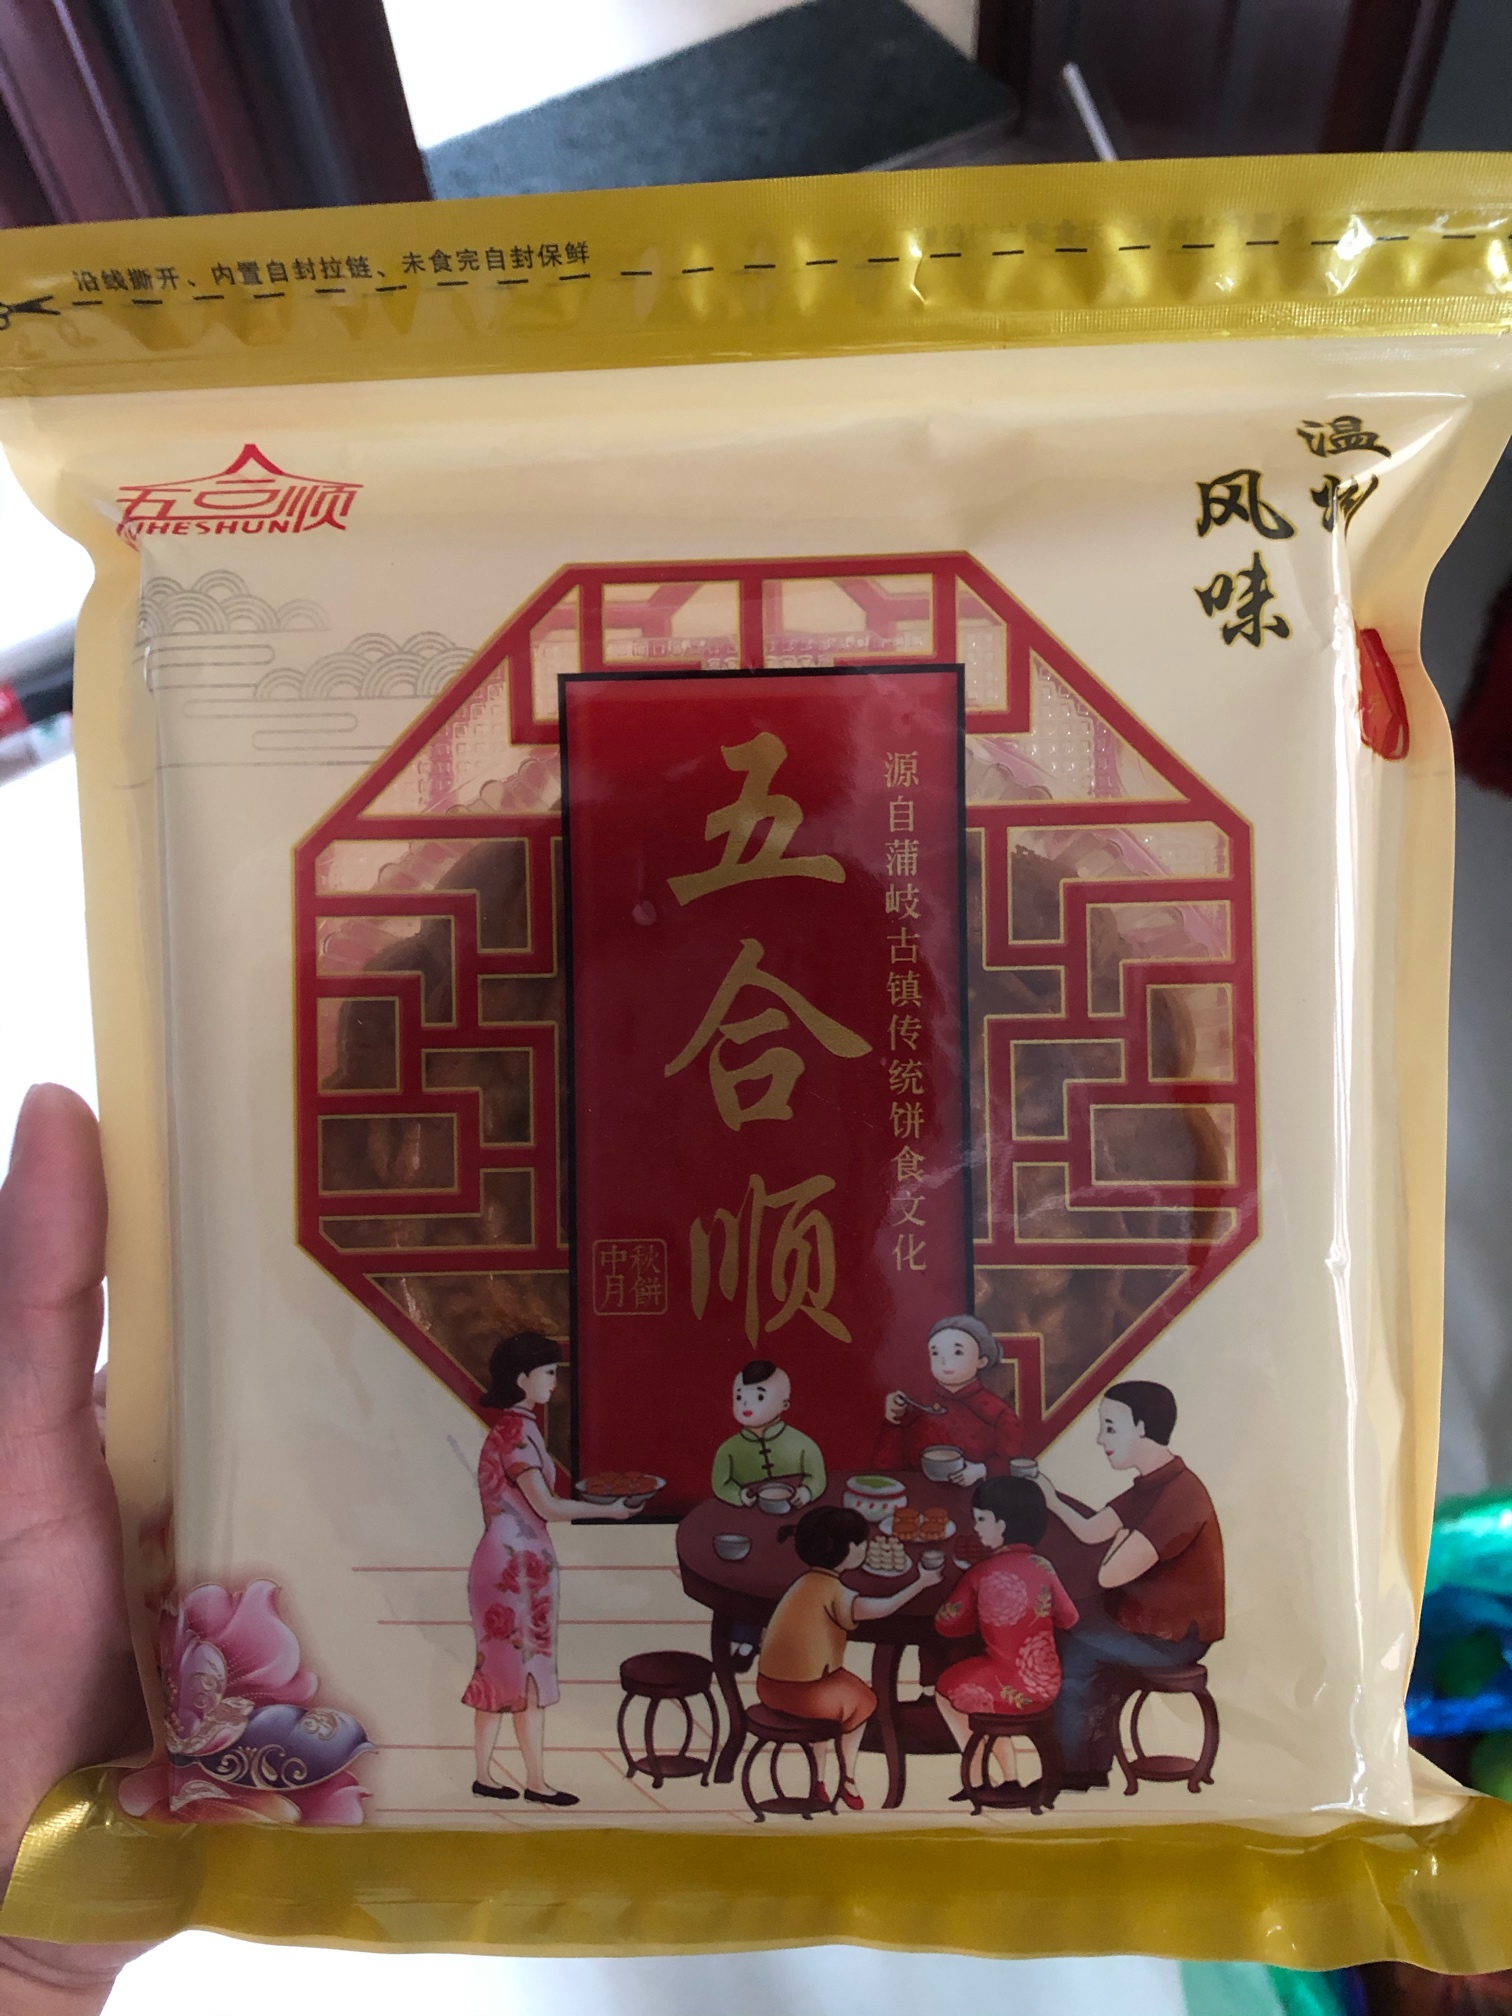 沿线撕开、内置自封拉链、未食完自封保鲜
五合顺
HESHUN
温州
风味
五合顺
源自蒲岐古镇传统饼食文化
中秋
月餅